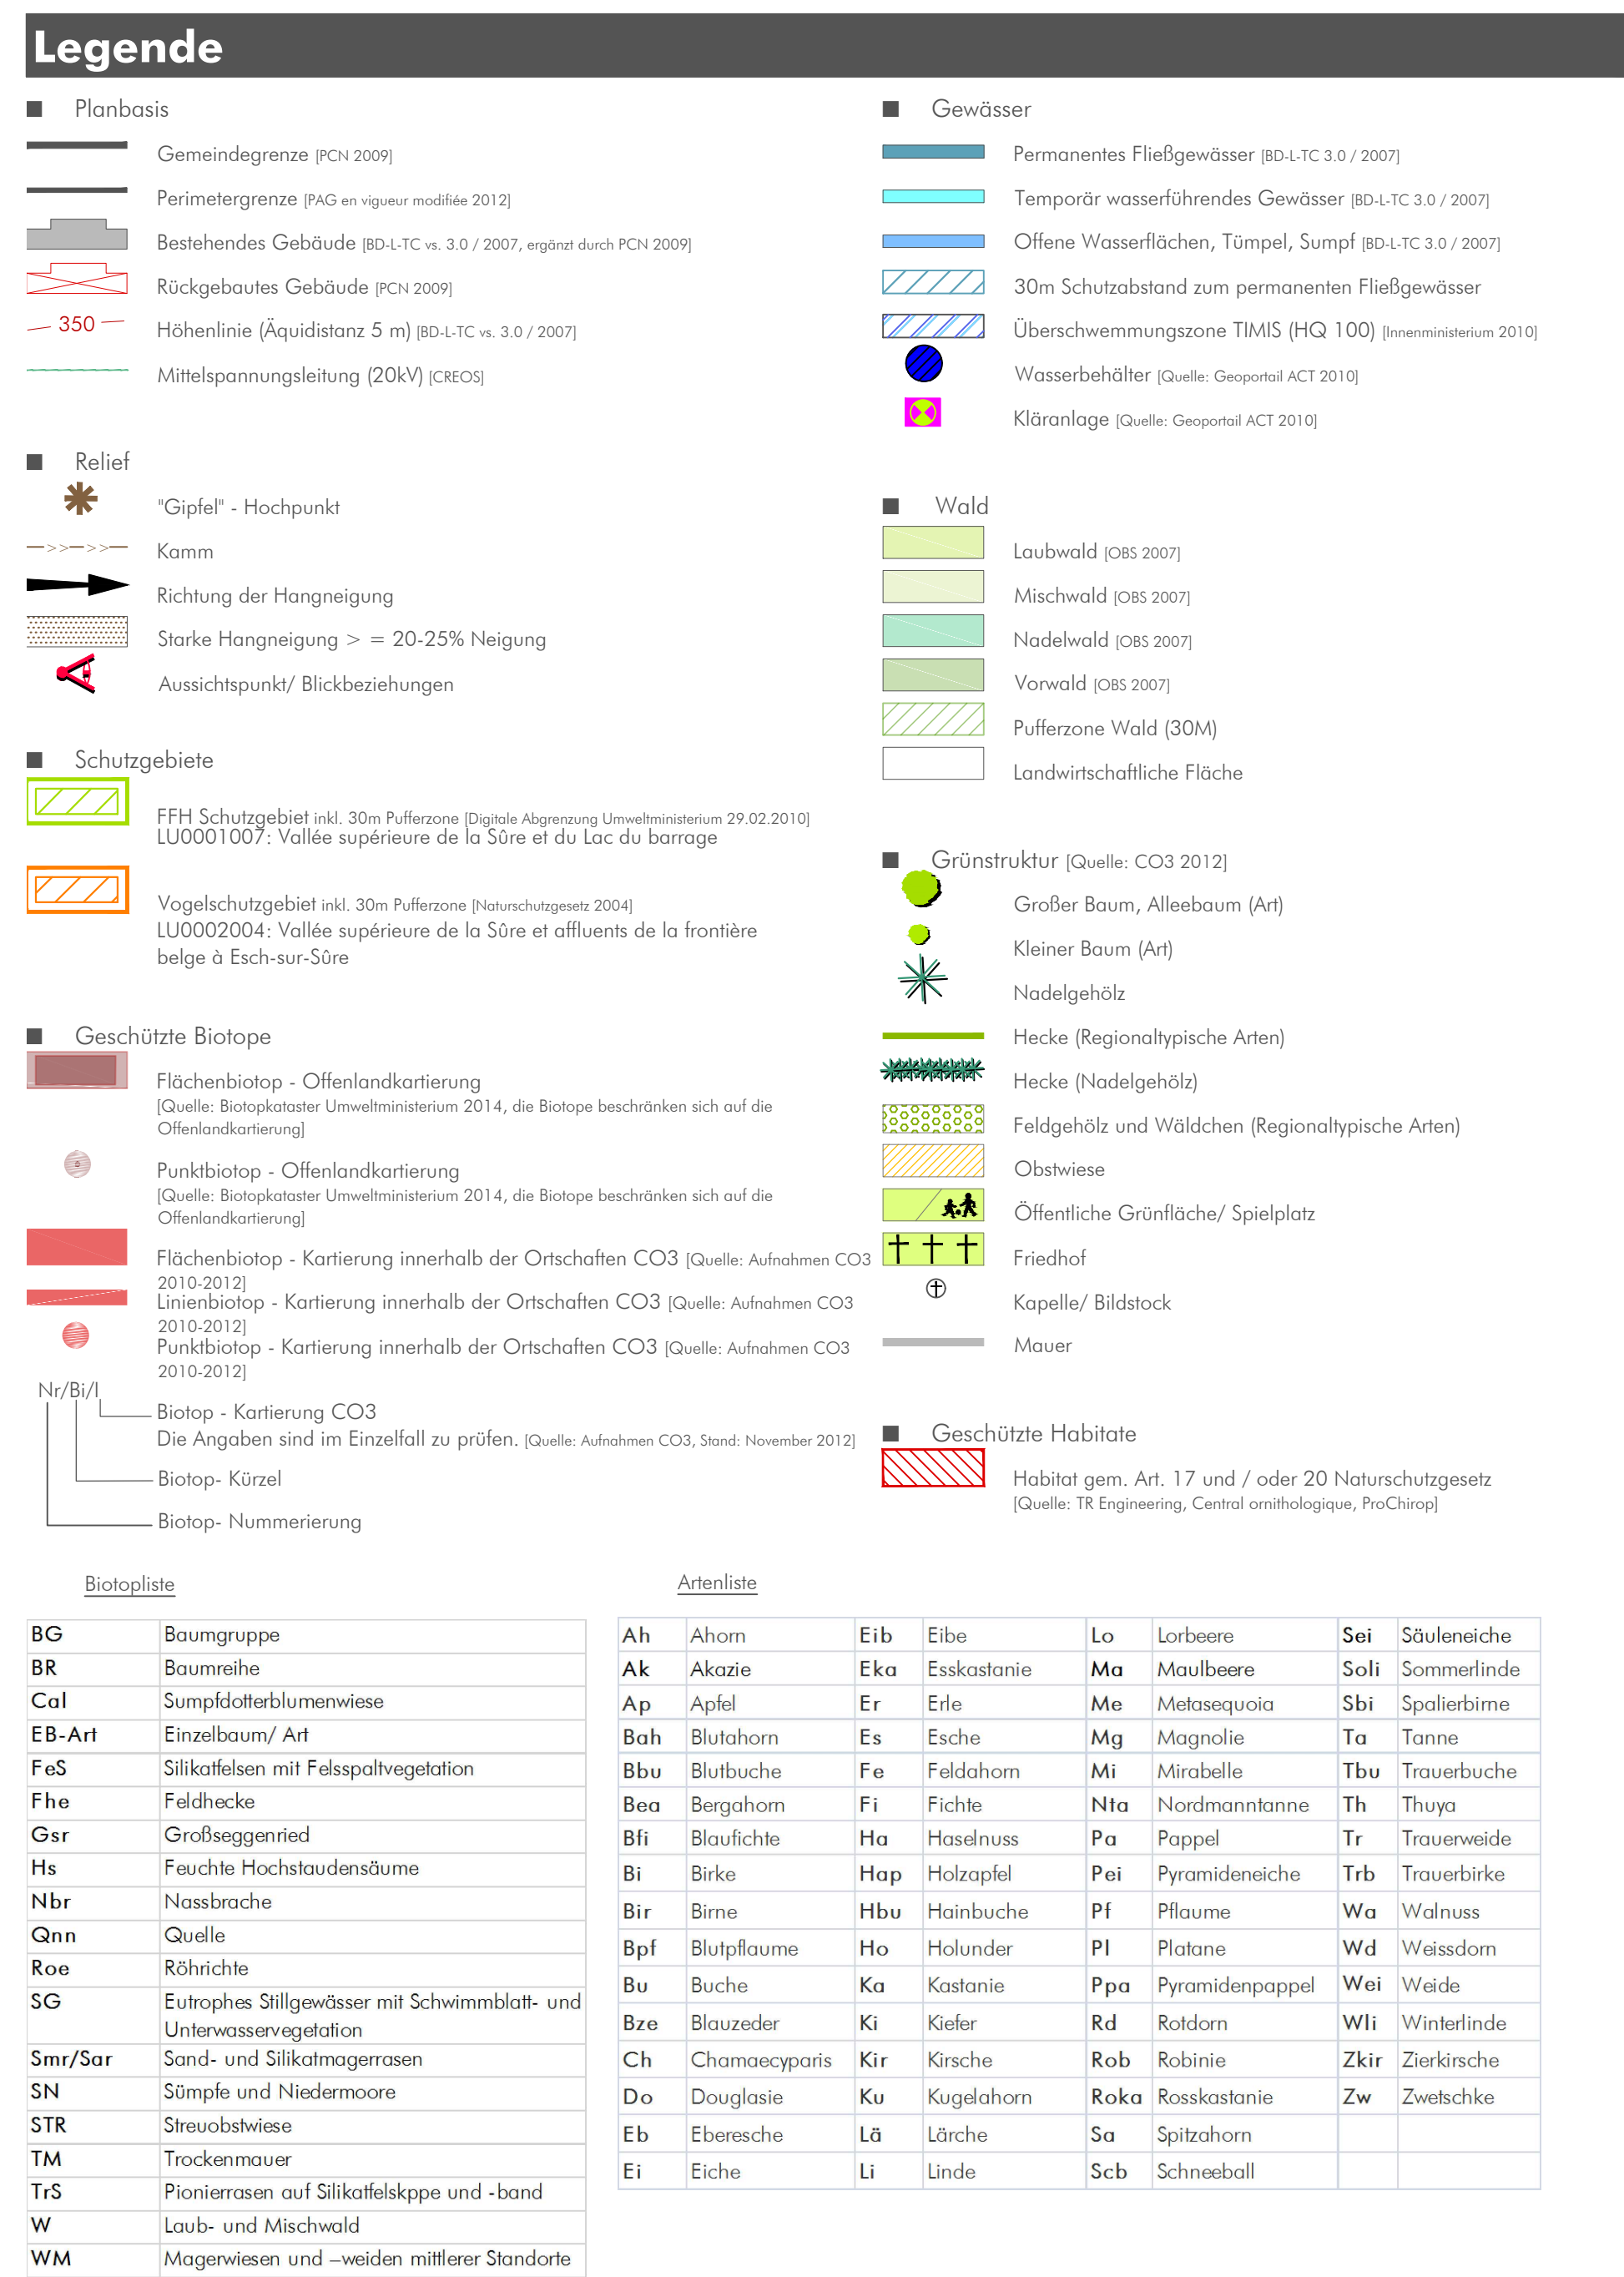 Legende
Planbasis
Gemeindegrenze [PCN 2009]
Perimetergrenze [PAG en vigueur modifiée 2012]
Bestehendes Gebäude [BD-L-TC vs. 3.0 / 2007, ergänzt durch PCN 2009]
Rückgebautes Gebäude [PCN 2009]
350
Höhenlinie (Äquidistanz 5 m) [BD-L-TC vs. 3.0 / 2007]
Mittelspannungsleitung (20kV) [CREOS]
Relief
"Gipfel" - Hochpunkt
Kamm
Richtung der Hangneigung
Starke Hangneigung > = 20-25% Neigung
Aussichtspunkt/ Blickbeziehungen
Schutzgebiete
FFH Schutzgebiet inkl. 30m Pufferzone [Digitale Abgrenzung Umweltministerium 29.02.2010]
LU0001007: Vallée supérieure de la Sûre et du Lac du barrage
Vogelschutzgebiet inkl. 30m Pufferzone [Naturschutzgesetz 2004]
LU0002004: Vallée supérieure de la Sûre et affluents de la frontière
belge à Esch-sur-Sûre
Geschützte Biotope
Flächenbiotop - Offenlandkartierung
[Quelle: Biotopkataster Umweltministerium 2014, die Biotope beschränken sich auf die
Offenlandkartierung]
Punktbiotop - Offenlandkartierung
[Quelle: Biotopkataster Umweltministerium 2014, die Biotope beschränken sich auf die
Offenlandkartierung]
Flächenbiotop - Kartierung innerhalb der Ortschaften CO3 [Quelle: Aufnahmen CO3
2010-2012]
Linienbiotop - Kartierung innerhalb der Ortschaften CO3 [Quelle: Aufnahmen CO3
2010-2012]
Punktbiotop - Kartierung innerhalb der Ortschaften CO3 [Quelle: Aufnahmen CO3
2010-2012]
Nr/Bi/I
Biotop - Kartierung CO3
Die Angaben sind im Einzelfall zu prüfen. [Quelle: Aufnahmen CO3, Stand: November 2012]
Biotop- Kürzel
Biotop- Nummerierung
Gewässer
Permanentes Fließgewässer [BD-L-TC 3.0 / 2007]
Temporär wasserführendes Gewässer [BD-L-TC 3.0 / 2007]
Offene Wasserflächen, Tümpel, Sumpf [BD-L-TC 3.0 / 2007]
30m Schutzabstand zum permanenten Fließgewässer
Überschwemmungszone TIMIS (HQ 100) [Innenministerium 2010]
Wasserbehälter [Quelle: Geoportail ACT 2010]
Kläranlage [Quelle: Geoportail ACT 2010]
Wald
Laubwald [OBS 2007]
Mischwald [OBS 2007]
Nadelwald [OBS 2007]
Vorwald [OBS 2007]
Pufferzone Wald (30M)
Landwirtschaftliche Fläche
Grünstruktur [Quelle: CO3 2012]
Großer Baum, Alleebaum (Art)
Kleiner Baum (Art)
Nadelgehölz
Hecke (Regionaltypische Arten)
Hecke (Nadelgehölz)
Feldgehölz und Wäldchen (Regionaltypische Arten)
Obstwiese
Öffentliche Grünfläche/ Spielplatz
Friedhof
Kapelle/ Bildstock
Mauer
Geschützte Habitate
Habitat gem. Art. 17 und / oder 20 Naturschutzgesetz
[Quelle: TR Engineering, Central ornithologique, ProChirop]
Biotopliste
BG Baumgruppe
BR Baumreihe
Cal Sumpfdotterblumenwiese
EB-Art Einzelbaum/ Art
FeS Silikatfelsen mit Felsspaltvegetation
Fhe Feldhecke
Gsr Großseggenried
Hs Feuchte Hochstaudensäume
Nbr Nassbrache
Qnn Quelle
Roe Röhrichte
SG Eutrophes Stillgewässer mit Schwimmblatt- und
Unterwasservegetation
Smr/Sar Sand- und Silikatmagerrasen
SN Sümpfe und Niedermoore
STR Streuobstwiese
TM Trockenmauer
TrS Pionierrasen auf Silikatfelskppe und -band
W Laub- und Mischwald
WM Magerwiesen und –weiden mittlerer Standorte
Artenliste
Ah Ahorn Eib Eibe Lo Lorbeere Sei Säuleneiche
Ak Akazie Eka Esskastanie Ma Maulbeere Soli Sommerlinde
Ap Apfel Er Erle Me Metasequoia Sbi Spalierbirne
Bah Blutahorn Es Esche Mg Magnolie Ta Tanne
Bbu Blutbuche Fe Feldahorn Mi Mirabelle Tbu Trauerbuche
Bea Bergahorn Fi Fichte Nta Nordmanntanne Th Thuya
Bfi Blaufichte Ha Haselnuss Pa Pappel Tr Trauerweide
Bi Birke Hap Holzapfel Pei Pyramideneiche Trb Trauerbirke
Bir Birne Hbu Hainbuche Pf Pflaume Wa Walnuss
Bpf Blutpflaume Ho Holunder Pl Platane Wd Weissdorn
Bu Buche Ka Kastanie Ppa Pyramidenpappel Wei Weide
Bze Blauzeder Ki Kiefer Rd Rotdorn Wli Winterlinde
Ch Chamaecyparis Kir Kirsche Rob Robinie Zkir Zierkirsche
Do Douglasie Ku Kugelahorn Roka Rosskastanie Zw Zwetschke
Eb Eberesche Lä Lärche Sa Spitzahorn
Ei Eiche Li Linde Scb Schneeball